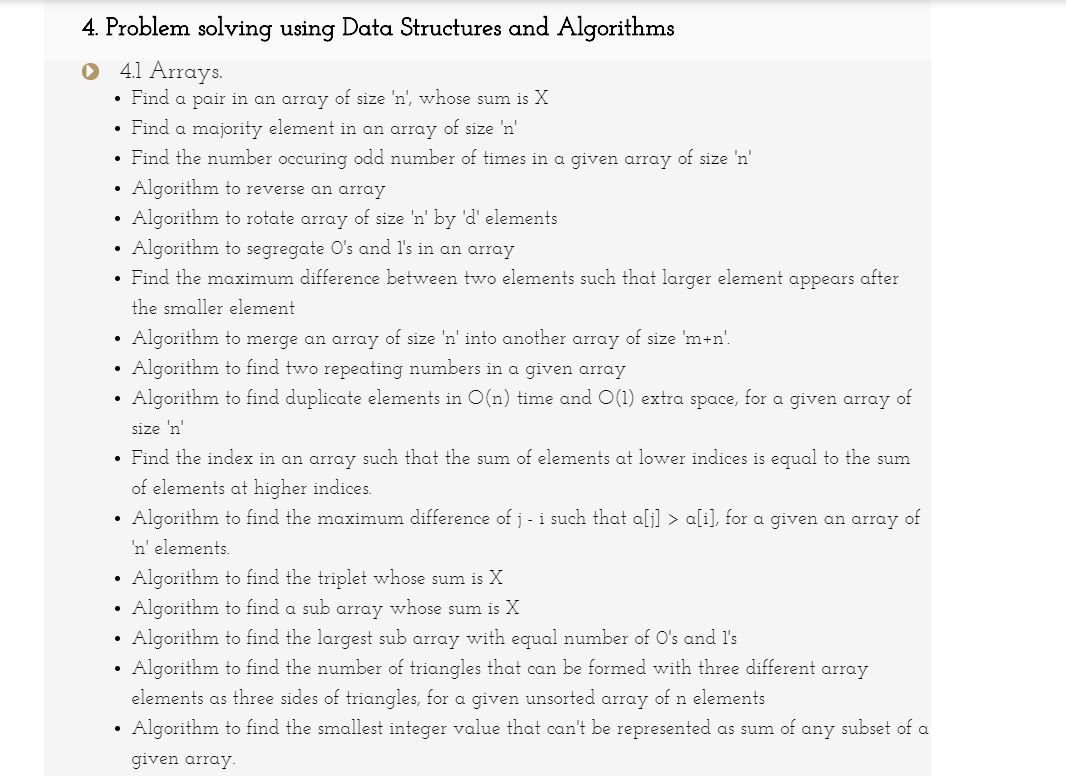 4. Problem solving using Data Structures and Algorithms
4.1 Arrays.
• Find a pair in an array of size 'n', whose sum is X
• Find a majority element in an array of size 'n'
• Find the number occuring odd number of times in a given array of size 'n'
• Algorithm to reverse an array
• Algorithm to rotate array of size 'n' by 'd' elements
• Algorithm to segregate 0's and 1's in an array
• Find the maximum difference between two elements such that larger element appears after
the smaller element
• Algorithm to merge an array of size 'n' into another array of size 'm+n'.
• Algorithm to find two repeating numbers in a given array
• Algorithm to find duplicate elements in O(n) time and O(1) extra space, for a given array of
size 'n'
• Find the index in an array such that the sum of elements at lower indices is equal to the sum
of elements at higher indices.
• Algorithm to find the maximum difference of j - i such that a[j] > a[i], for a given an array of
'n' elements.
• Algorithm to find the triplet whose sum is X
• Algorithm to find a sub array whose sum is X
• Algorithm to find the largest sub array with equal number of 0's and 1's
• Algorithm to find the number of triangles that can be formed with three different array
elements as three sides of triangles, for a given unsorted array of n elements
• Algorithm to find the smallest integer value that can't be represented as sum of any subset of a
given array.